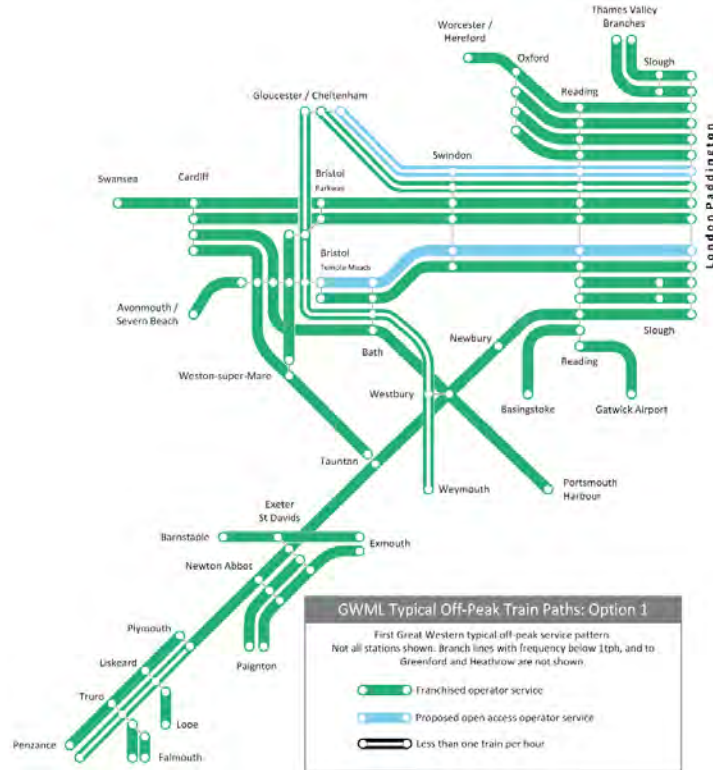 Thames Valley
Branches
Worcester /
Hereford
Oxford
Slough
Reading
Gloucester / Cheltenham
London Paddington
Swindon
Bristol
Parkway
Cardiff
Swansea
Bristol
Temple Meads
Avonmouth /
Severn Beach
Newbury
Slough
Bath
Reading
Weston-super-Mare
Westbury
Basingstoke
Gatwick Airport
Taunton
Weymouth
Portsmouth
Harbour
Exeter
St Davids
Barnstaple
Exmouth
Newton Abbot
GWML Typical Off-Peak Train Paths: Option 1
First Great Western typical off-peak service pattern
Not all stations shown. Branch lines with frequency below 1tph, and to
Greenford and Heathrow are not shown.
Plymouth
Paignton
Liskeard
Franchised operator service
Truro
Proposed open access operator service
Looe
Less than one train per hour
Penzance
Falmouth